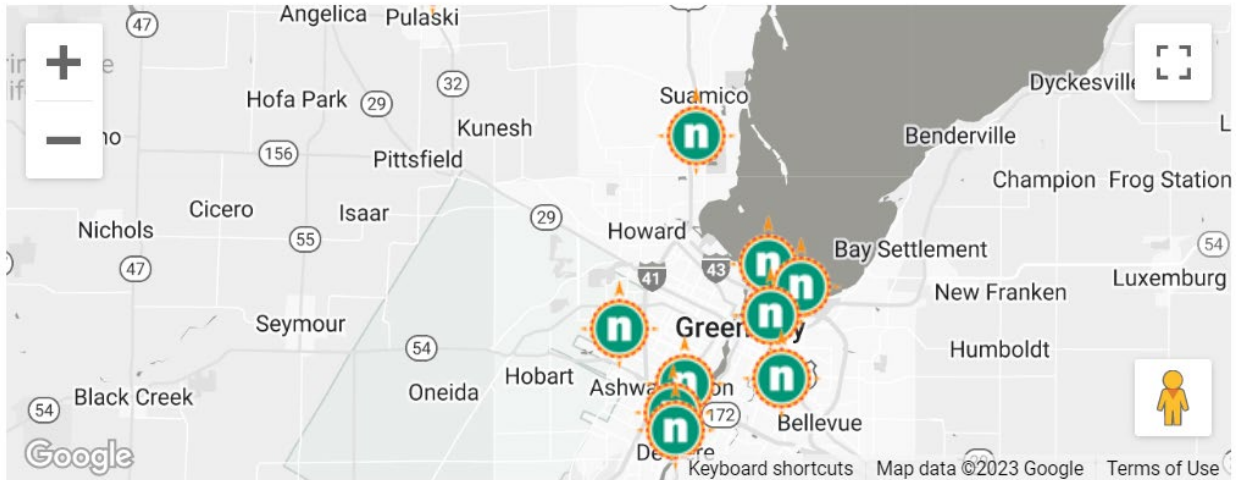 47
Angelica
Pulaski
32
Suamico
Dyckesville
Hofa Park
29
Kunesh
Benderville
156
Pittsfield
Champion
Frog Station
Cicero
Isaar
29
Nichols
55
Howard
Bay Settlement
54
47
41
43
Luxemburg
New Franken
Seymour
n
n
n
n
n
n
n
n
n
54
Humboldt
Hobart
Black Creek
Oneida
54
172
Bellevue
Google
Keyboard shortcuts
Map data ©2023 Google
Terms of Use